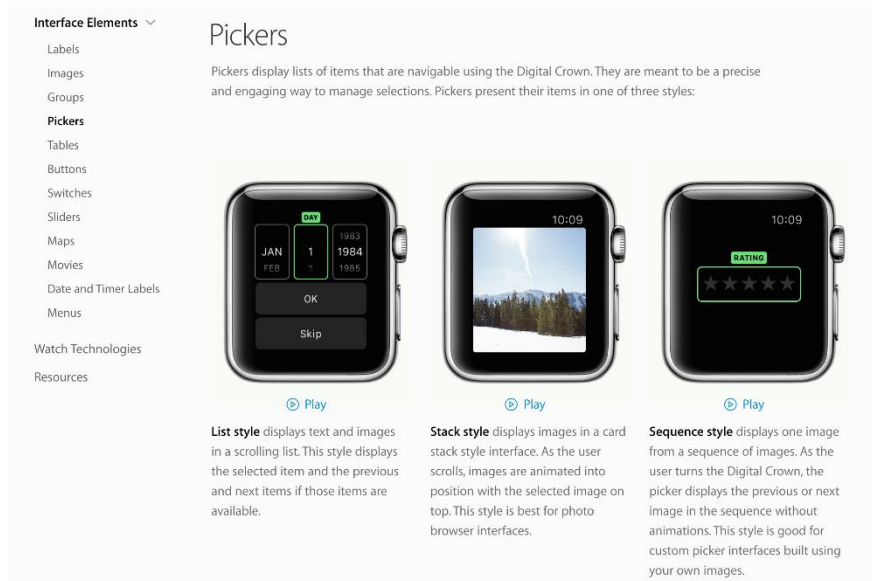 Interface Elements
Labels
Images
Groups
Pickers
Tables
Buttons
Switches
Sliders
Maps
Movies
Date and Timer Labels
Menus
Watch Technologies
Resources
Pickers
Pickers display lists of items that are navigable using the Digital Crown. They are meant to be a precise
and engaging way to manage selections. Pickers present their items in one of three styles:
DAY
1983
JAN 1 1984
FEB 2 1985
OK
Skip
Play
List style displays text and images
in a scrolling list. This style displays
the selected item and the previous
and next items if those items are
available.
10:09
Play
Stack style displays images in a card
stack style interface. As the user
scrolls, images are animated into
position with the selected image on
top. This style is best for photo
browser interfaces.
10:09
RATING
Play
Sequence style displays one image
from a sequence of images. As the
user turns the Digital Crown, the
picker displays the previous or next
image in the sequence without
animations. This style is good for
custom picker interfaces built using
your own images.